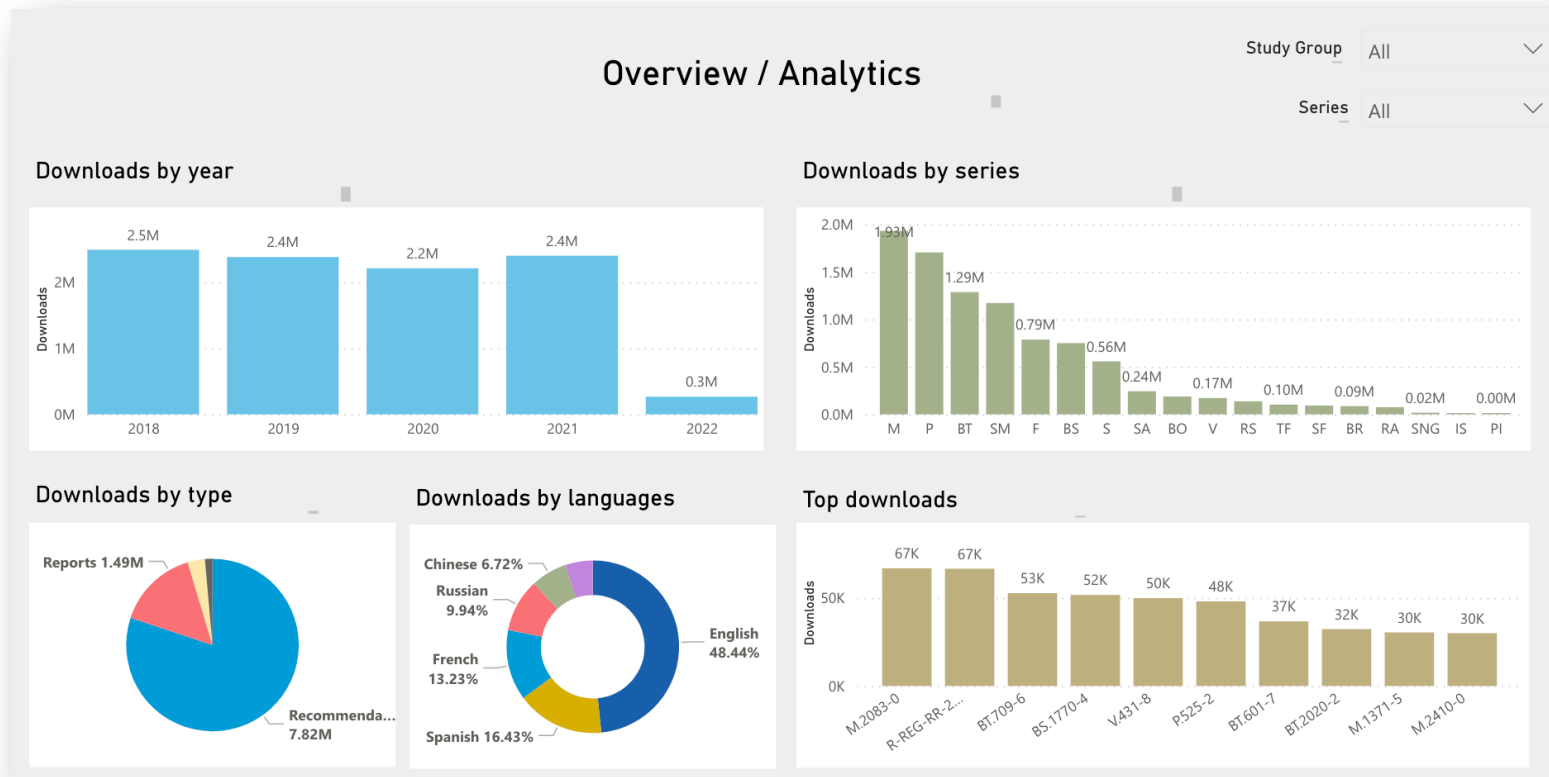 Overview / Analytics
Study Group
All
Series
All
Downloads by year
Downloads
2M
1M
0M
2.5M
2.4M
2.2M
2.4M
0.3M
2018
2019
2020
2021
2022
Downloads by series
Downloads
2.0M
1.5M
1.0M
0.5M
0.0M
1.93M
1.29M
0.79M
0.56M
0.24M
0.17M
0.10M
0.09M
0.02M
0.00M
M
P
BT
SM
F
BS
S
SA
BO
V
RS
TF
SF
BR
RA
SNG
IS
PI
Downloads by type
Reports 1.49M
Recommenda...
7.82M
Downloads by languages
Chinese 6.72%
Russian
9.94%
French
13.23%
Spanish 16.43%
English
48.44%
Top downloads
Downloads
50K
0K
67K
67K
53K
52K
50K
48K
37K
32K
30K
30K
M.2083-0
R-REG-RR-2...
BT.709-6
BS.1770-4
V.431-8
P.525-2
BT.601-7
BT.2020-2
M.1371-5
M.2410-0